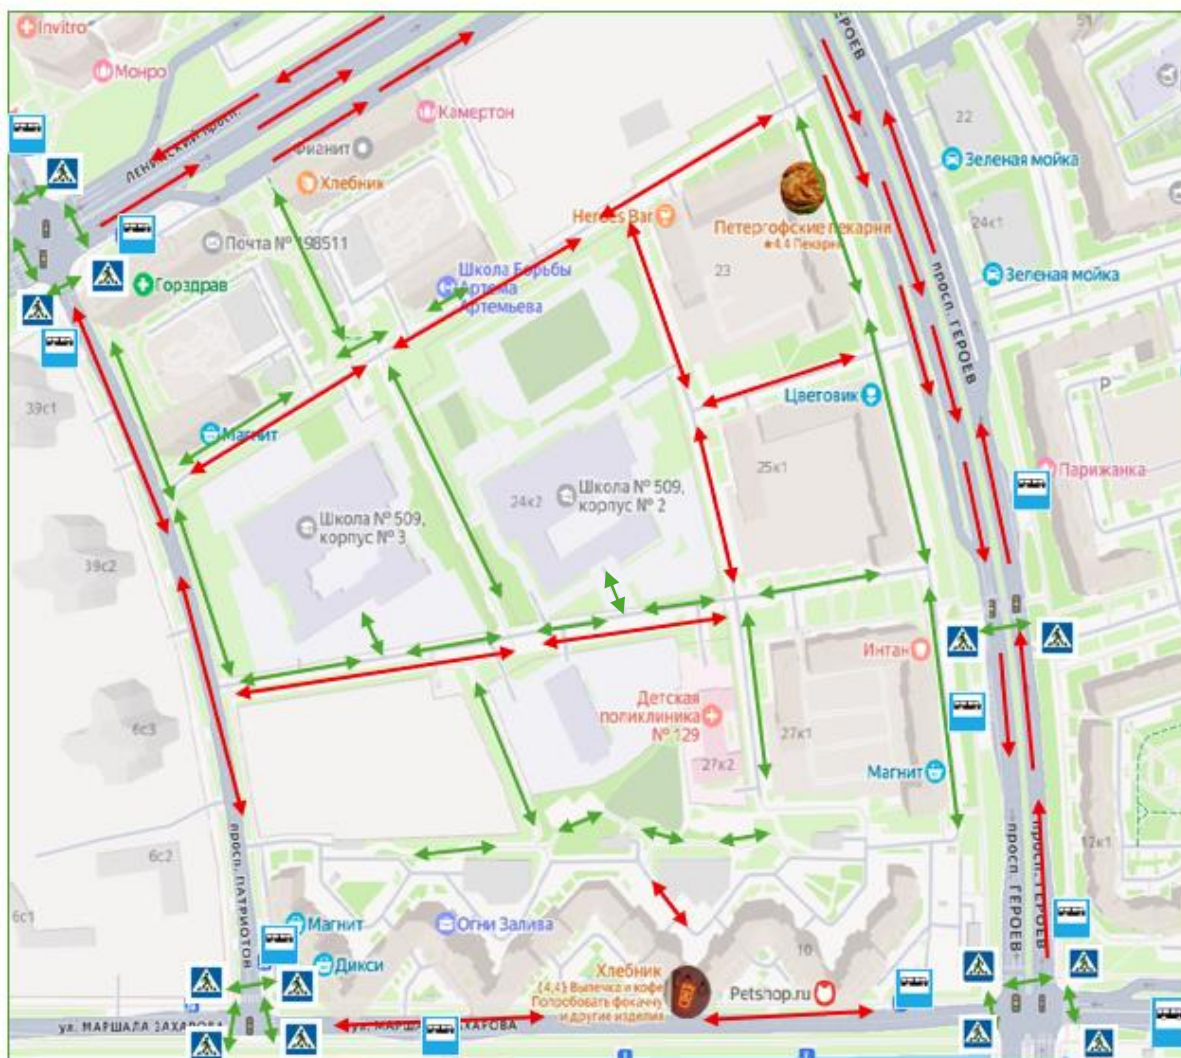 Invitro
Монро
ЛЕНИНСКИЙ просп.
Камертон
Фианит
Хлебник
Почта № 198511
Горздрав
Школа Борьбы
Артема
Артемьева
Heroes Bar
Петергофские пекарни
4,4 Пекарня
23
22
51
Зеленая мойка
24к1
Зеленая мойка
просп. ГЕРОЕВ
ГЕРОЕВ
39с1
Магнит
Цветовик
P
Парижанка
25к1
24к2
Школа № 509,
корпус № 2
Школа № 509,
корпус № 3
39с2
Интан
Детская
поликлиника
№ 129
27к1
27к2
6с3
Магнит
просп. ПАТРИОТОВ
6с2
6с1
12к1
просп. ГЕРОЕВ
просп. ГЕРОЕВ
Магнит
Огни Залива
10
Дикси
Хлебник
(4,4) Выпечка и кофе
Попробовать фокаччу
и другие изделия
Petshop.ru
ул. МАРШАЛА ЗАХАРОВА
ул. МАРШАЛА ЗАХАРОВА